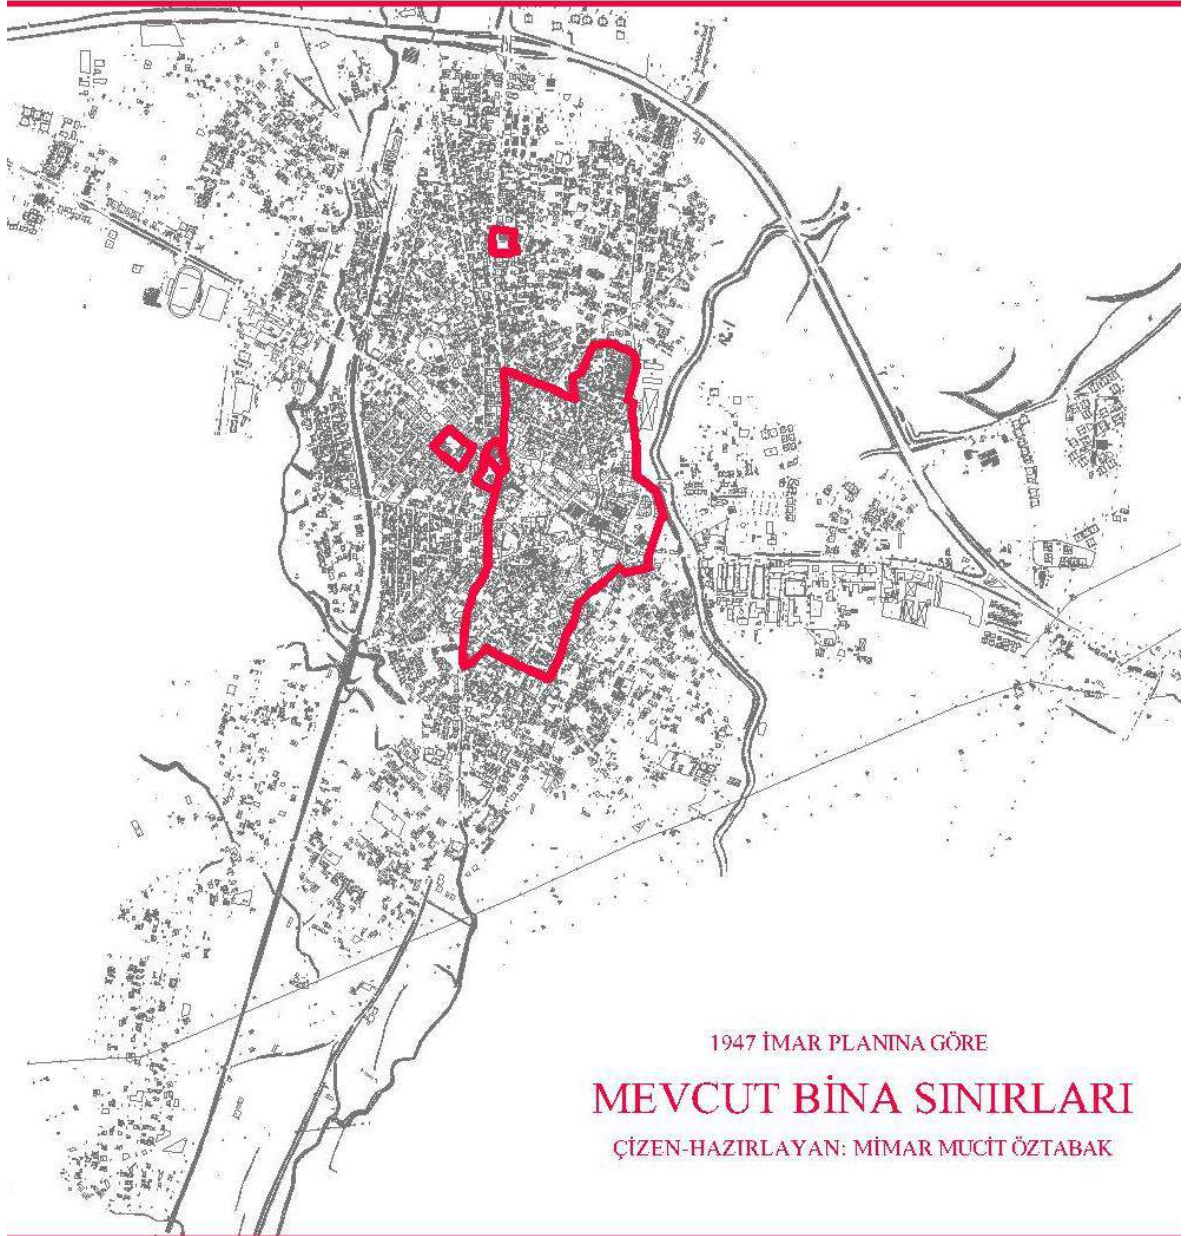 1947 İMAR PLANINA GÖRE
MEVCUT BİNA SINIRLARI
ÇİZEN-HAZIRLAYAN: MİMAR MUCİT ÖZTABAK